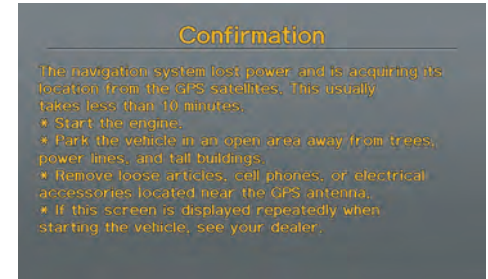 Confirmation
The navigation system lost power and is acquiring its
location from the GPS satellites. This usually
takes less than 10 minutes.
* Start the engine.
* Park the vehicle in an open area away from trees,
power lines, and tall buildings.
* Remove loose articles, cell phones, or electrical
accessories located near the GPS antenna.
* If this screen is displayed repeatedly when
starting the vehicle, see your dealer.